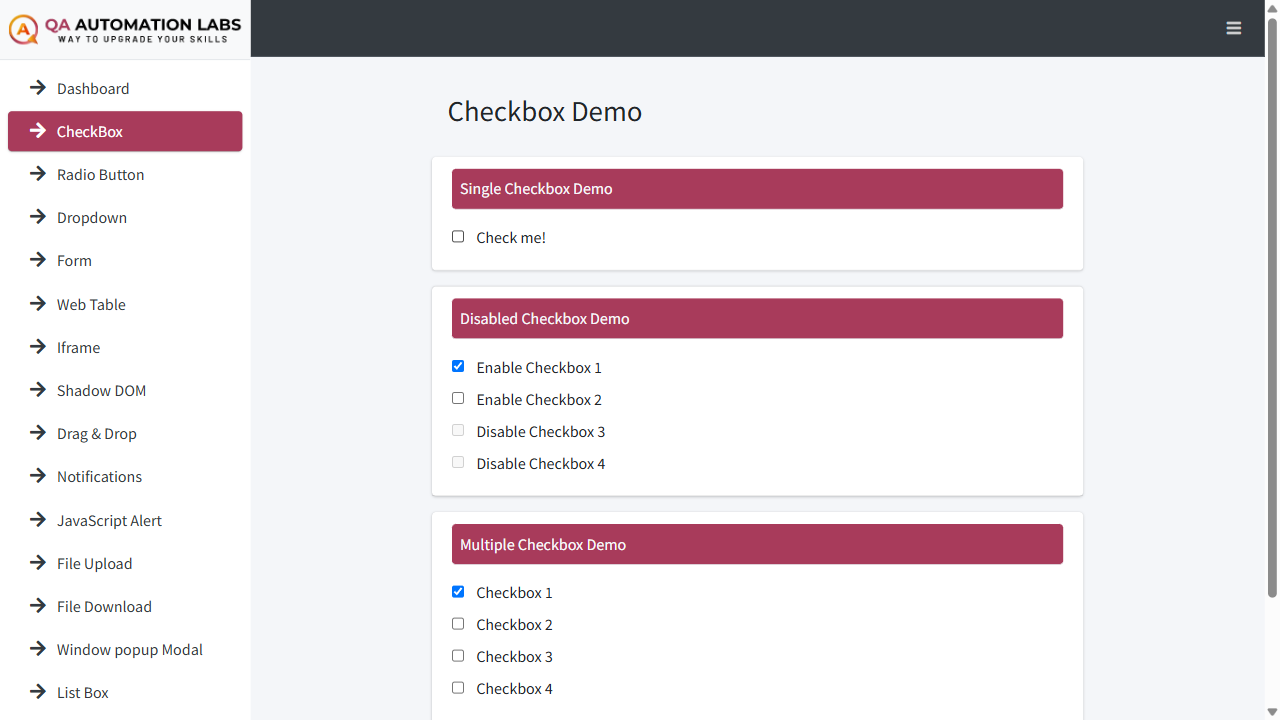 QA AUTOMATION LABS
WAY TO UPGRADE YOUR SKILLS
Dashboard
CheckBox
Radio Button
Dropdown
Form
Web Table
Iframe
Shadow DOM
Drag & Drop
Notifications
JavaScript Alert
File Upload
File Download
Window popup Modal
List Box
Checkbox Demo
Single Checkbox Demo
Check me!
Disabled Checkbox Demo
Enable Checkbox 1
Enable Checkbox 2
Disable Checkbox 3
Disable Checkbox 4
Multiple Checkbox Demo
Checkbox 1
Checkbox 2
Checkbox 3
Checkbox 4